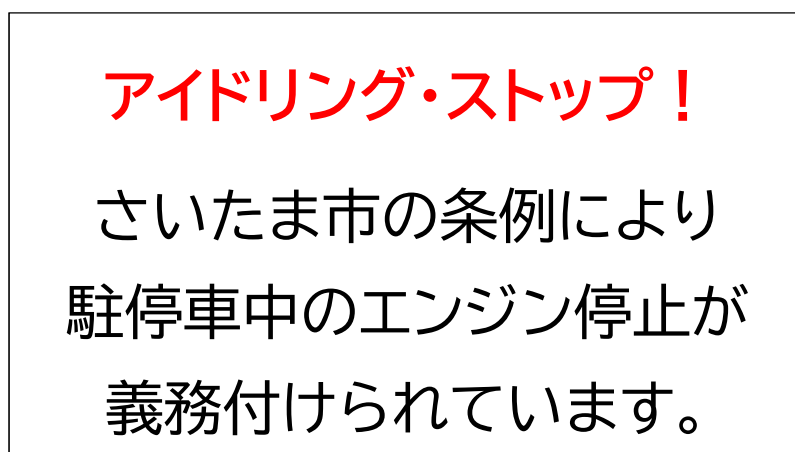 アイドリング・ストップ！
さいたま市の条例により
駐停車中のエンジン停止が
義務付けられています。